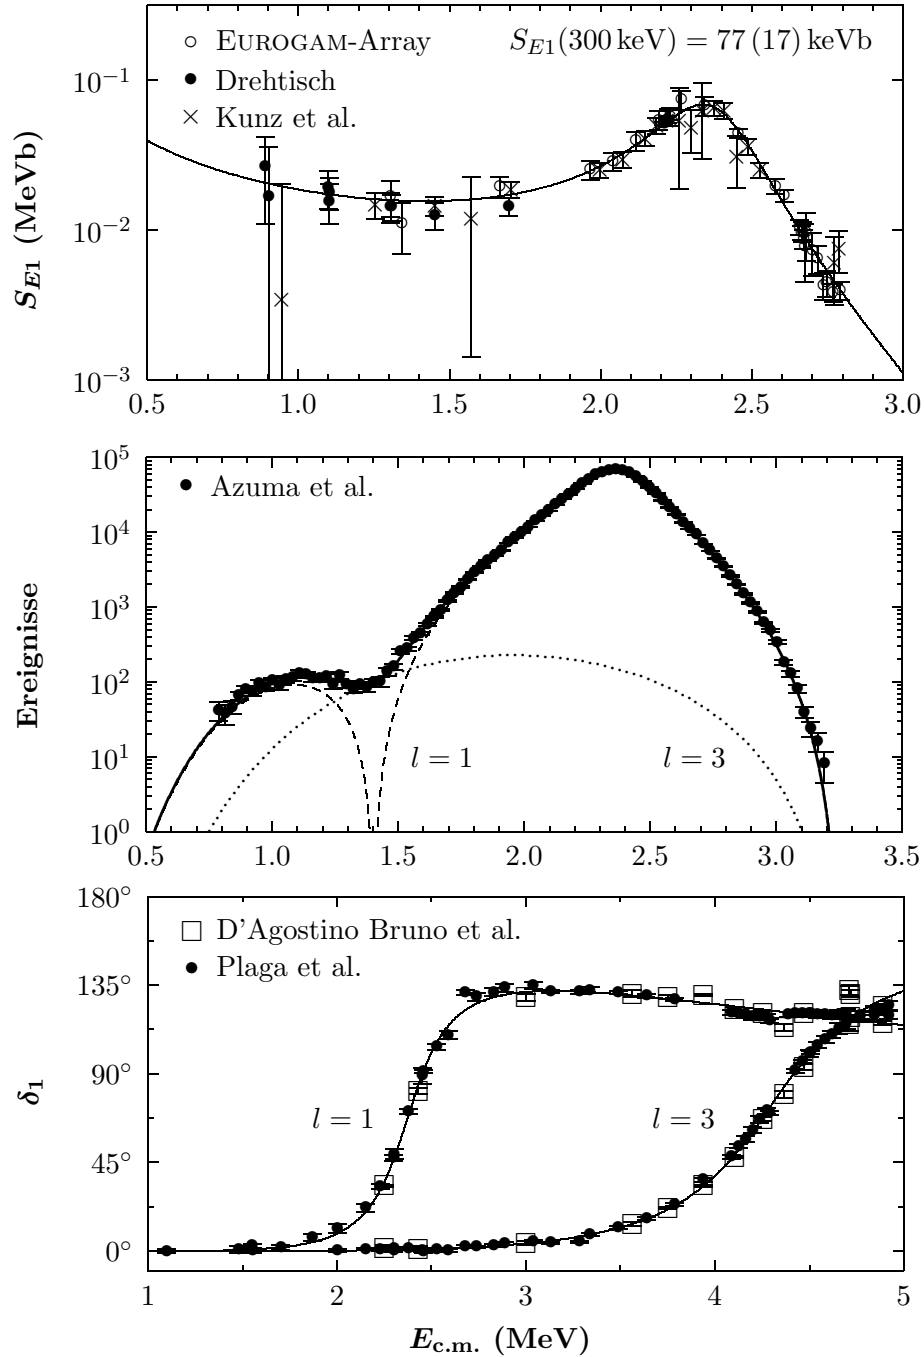 EUROGAM-Array
S_{E1}(300 keV) = 77 (17) keVb
Drehtisch
Kunz et al.
S_{E1} (MeVb)
10^{-1}
10^{-2}
10^{-3}
0.5 1.0 1.5 2.0 2.5 3.0
Azuma et al.
Ereignisse
10^5
10^4
10^3
10^2
10^1
10^0
l = 1
l = 3
0.5 1.0 1.5 2.0 2.5 3.0 3.5
D'Agostino Bruno et al.
Plaga et al.
δ_1
180°
135°
90°
45°
0°
l = 1
l = 3
1 2 3 4 5
E_{c.m.} (MeV)